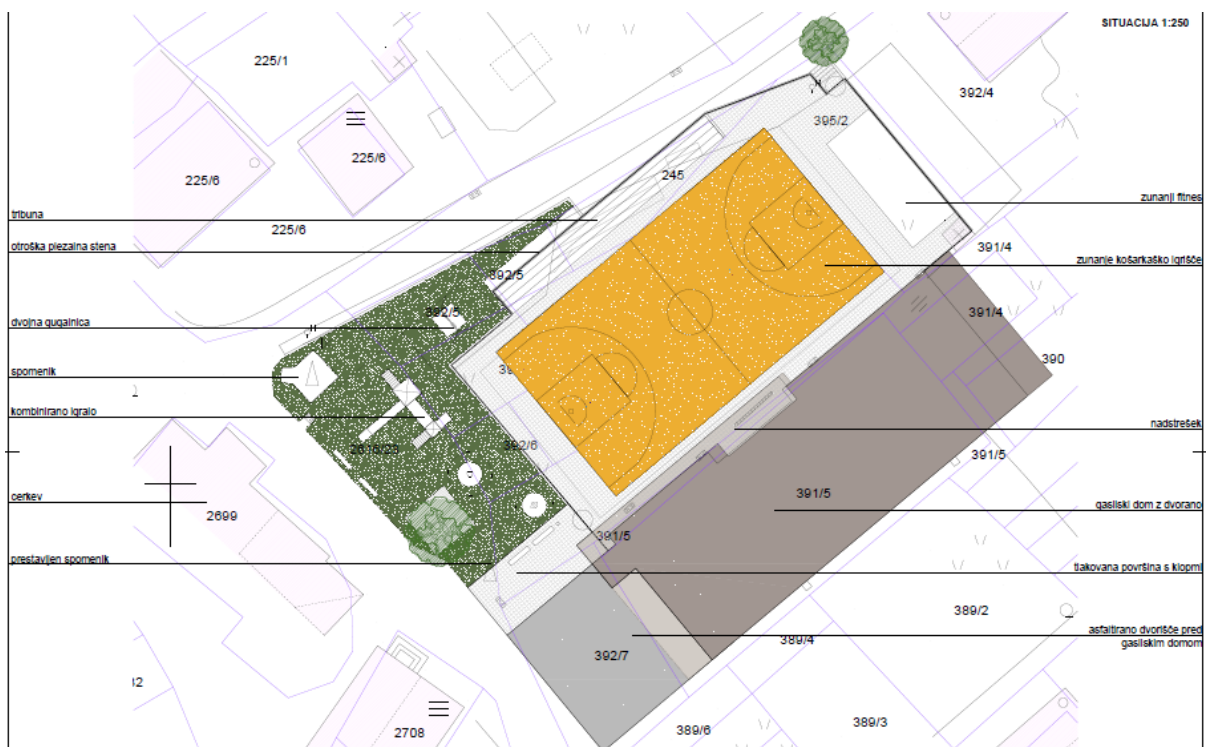 SITUACIJA 1:250
225/1
392/4
395/2
225/6
225/6
245
tribuna
zunanji fitnes
225/6
otroška plezalna stena
391/4
zunanje košarkaško igrišče
392/5
392/5
391/4
dvojna gugalnica
390
spomenik
kombinirano igralo
nadstrešek
392/6
391/5
cerkev
391/5
gasilski dom z dvorano
2699
391/5
prestavljen spomenik
tlakovana površina s klopmi
389/2
asfaltirano dvorišče pred
gasilskim domom
389/4
392/7
389/3
389/6
2708